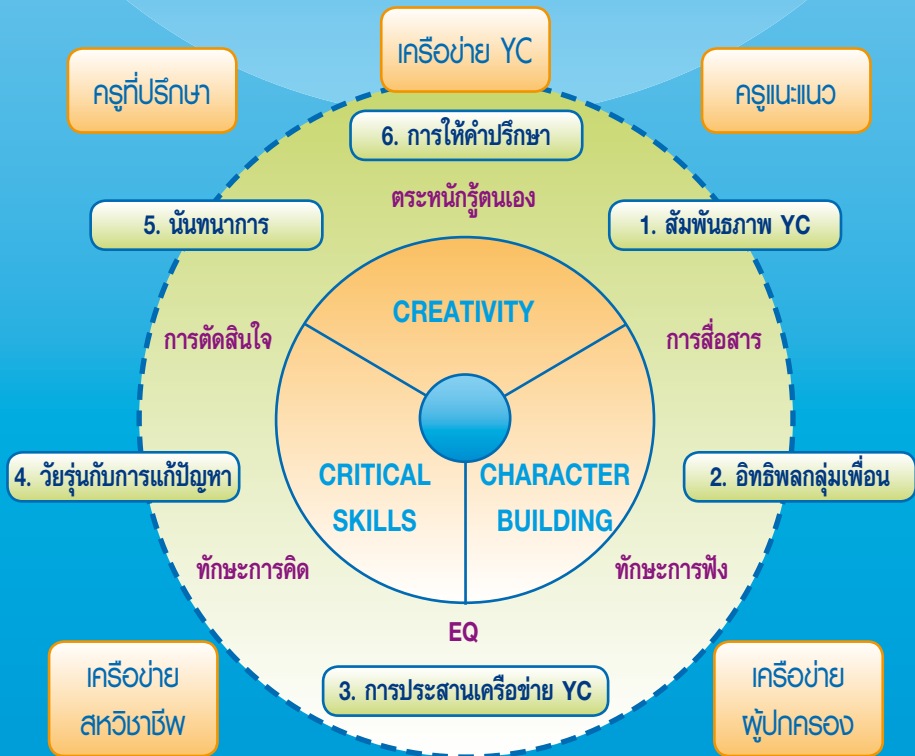 เครือข่าย YC
ครูที่ปรึกษา
ครูแนะแนว
6. การให้คำปรึกษา
ตระหนักรู้ตนเอง
5. นันทนาการ
1. สัมพันธภาพ YC
CREATIVITY
การตัดสินใจ
การสื่อสาร
4. วัยรุ่นกับการแก้ปัญหา
CRITICAL
SKILLS
CHARACTER
BUILDING
2. อิทธิพลกลุ่มเพื่อน
ทักษะการคิด
ทักษะการฟัง
EQ
3. การประสานเครือข่าย YC
เครือข่าย
สหวิชาชีพ
เครือข่าย
ผู้ปกครอง